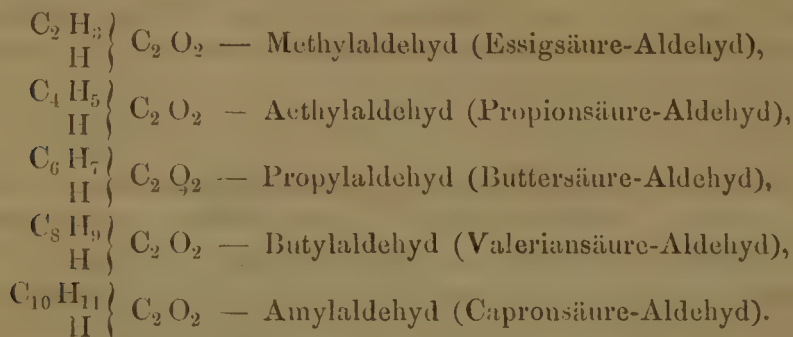 C₂ H₃ } C₂ O₂ — Methylaldehyd (Essigsäure-Aldehyd),
H
C₄ H₅ } C₂ O₂ — Aethylaldehyd (Propionsäure-Aldehyd),
H
C₆ H₇ } C₂ O₂ — Propylaldehyd (Buttersäure-Aldehyd),
H
C₈ H₉ } C₂ O₂ — Butylaldehyd (Valeriansäure-Aldehyd),
H
C₁₀ H₁₁ } C₂ O₂ — Amylaldehyd (Capronsäure-Aldehyd).
H